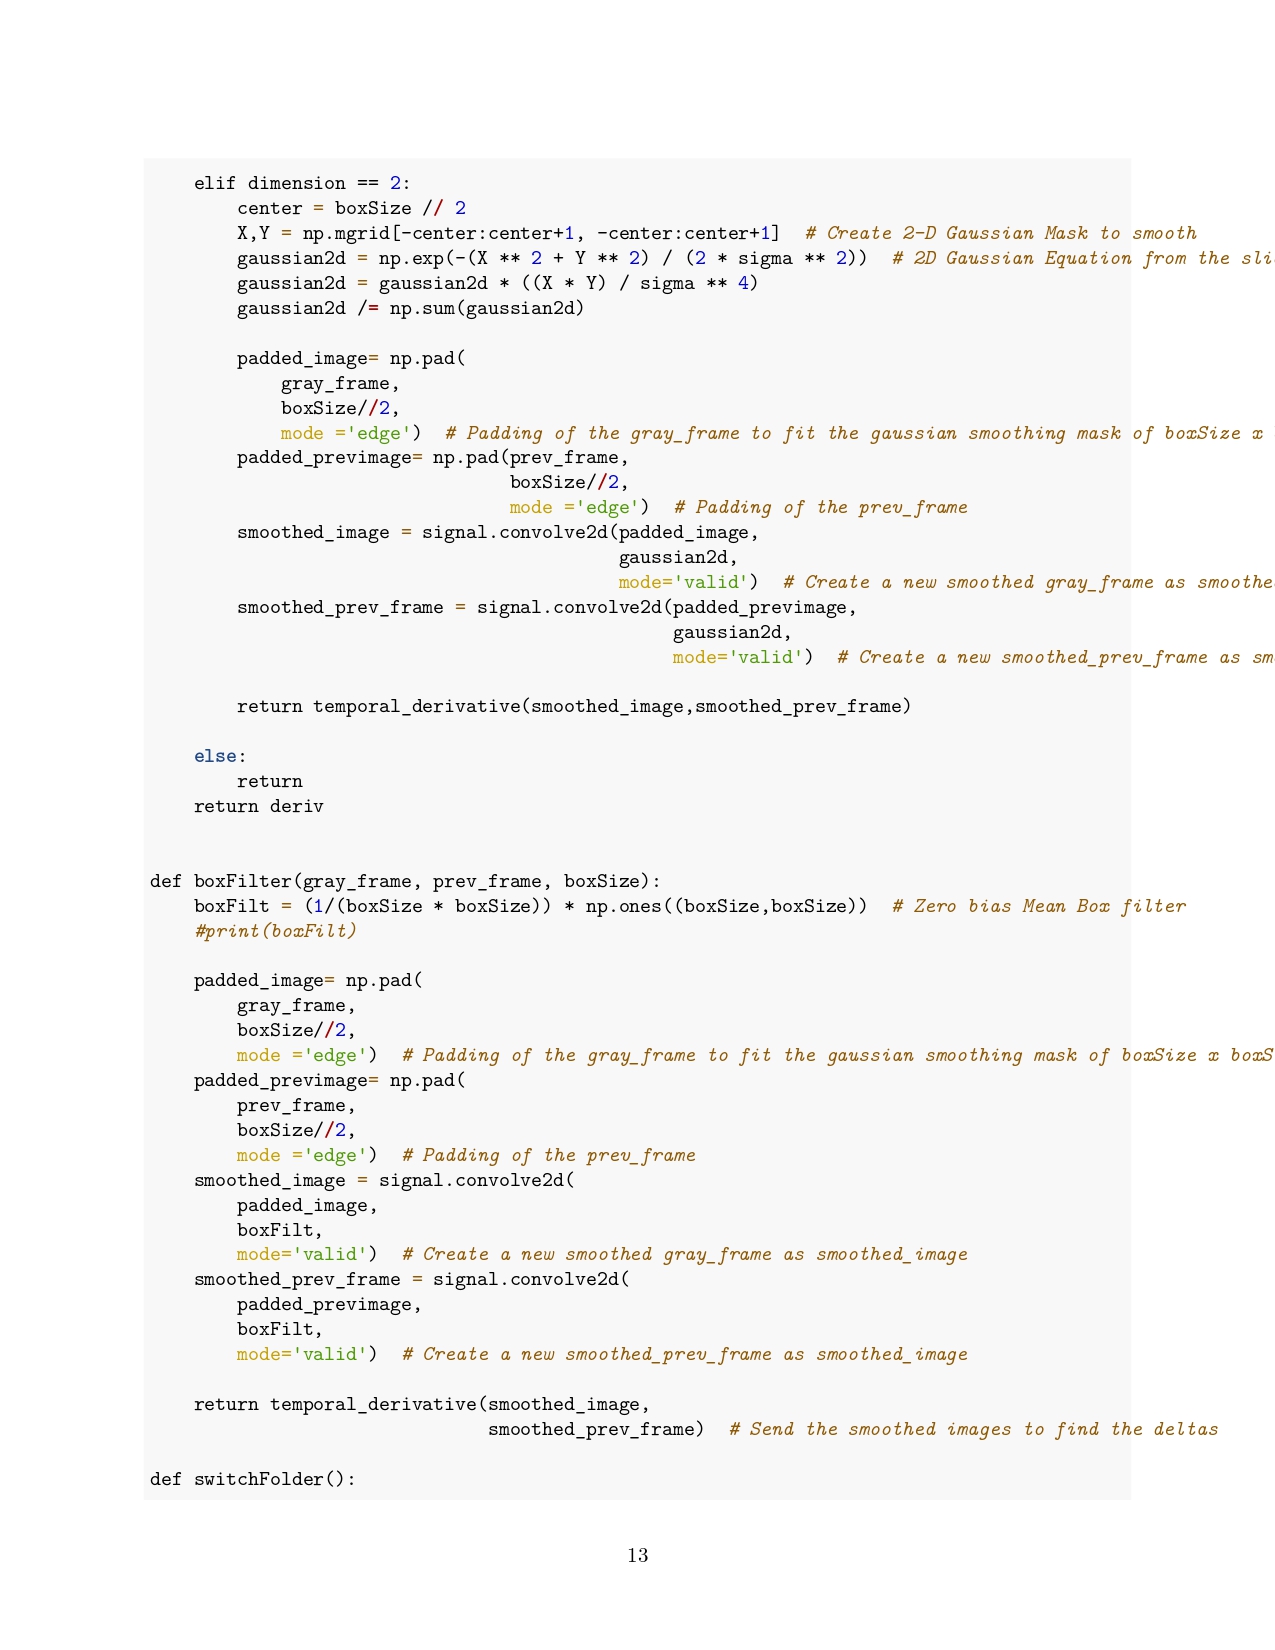 elif dimension == 2:
        center = boxSize // 2
        X,Y = np.mgrid[-center:center+1, -center:center+1]  # Create 2-D Gaussian Mask to smooth
        gaussian2d = np.exp(-(X ** 2 + Y ** 2) / (2 * sigma ** 2))  # 2D Gaussian Equation from the
        gaussian2d = gaussian2d * ((X * Y) / sigma ** 4)
        gaussian2d /= np.sum(gaussian2d)

        padded_image= np.pad(
            gray_frame,
            boxSize//2,
            mode ='edge')  # Padding of the gray_frame to fit the gaussian smoothing mask of boxSize x
        padded_previmage= np.pad(prev_frame,
                                 boxSize//2,
                                 mode ='edge')  # Padding of the prev_frame
        smoothed_image = signal.convolve2d(padded_image,
                                           gaussian2d,
                                           mode='valid')  # Create a new smoothed gray_frame as
        smoothed_prev_frame = signal.convolve2d(padded_previmage,
                                                gaussian2d,
                                                mode='valid')  # Create a new smoothed_prev_frame as

        return temporal_derivative(smoothed_image,smoothed_prev_frame)

    else:
        return
    return deriv


def boxFilter(gray_frame, prev_frame, boxSize):
    boxFilt = (1/(boxSize * boxSize)) * np.ones((boxSize,boxSize))  # Zero bias Mean Box filter
    #print(boxFilt)

    padded_image= np.pad(
        gray_frame,
        boxSize//2,
        mode ='edge')  # Padding of the gray_frame to fit the gaussian smoothing mask of boxSize x
    padded_previmage= np.pad(
        prev_frame,
        boxSize//2,
        mode ='edge')  # Padding of the prev_frame
    smoothed_image = signal.convolve2d(
        padded_image,
        boxFilt,
        mode='valid')  # Create a new smoothed gray_frame as smoothed_image
    smoothed_prev_frame = signal.convolve2d(
        padded_previmage,
        boxFilt,
        mode='valid')  # Create a new smoothed_prev_frame as smoothed_image

    return temporal_derivative(smoothed_image,
                               smoothed_prev_frame)  # Send the smoothed images to find the deltas

def switchFolder():
13